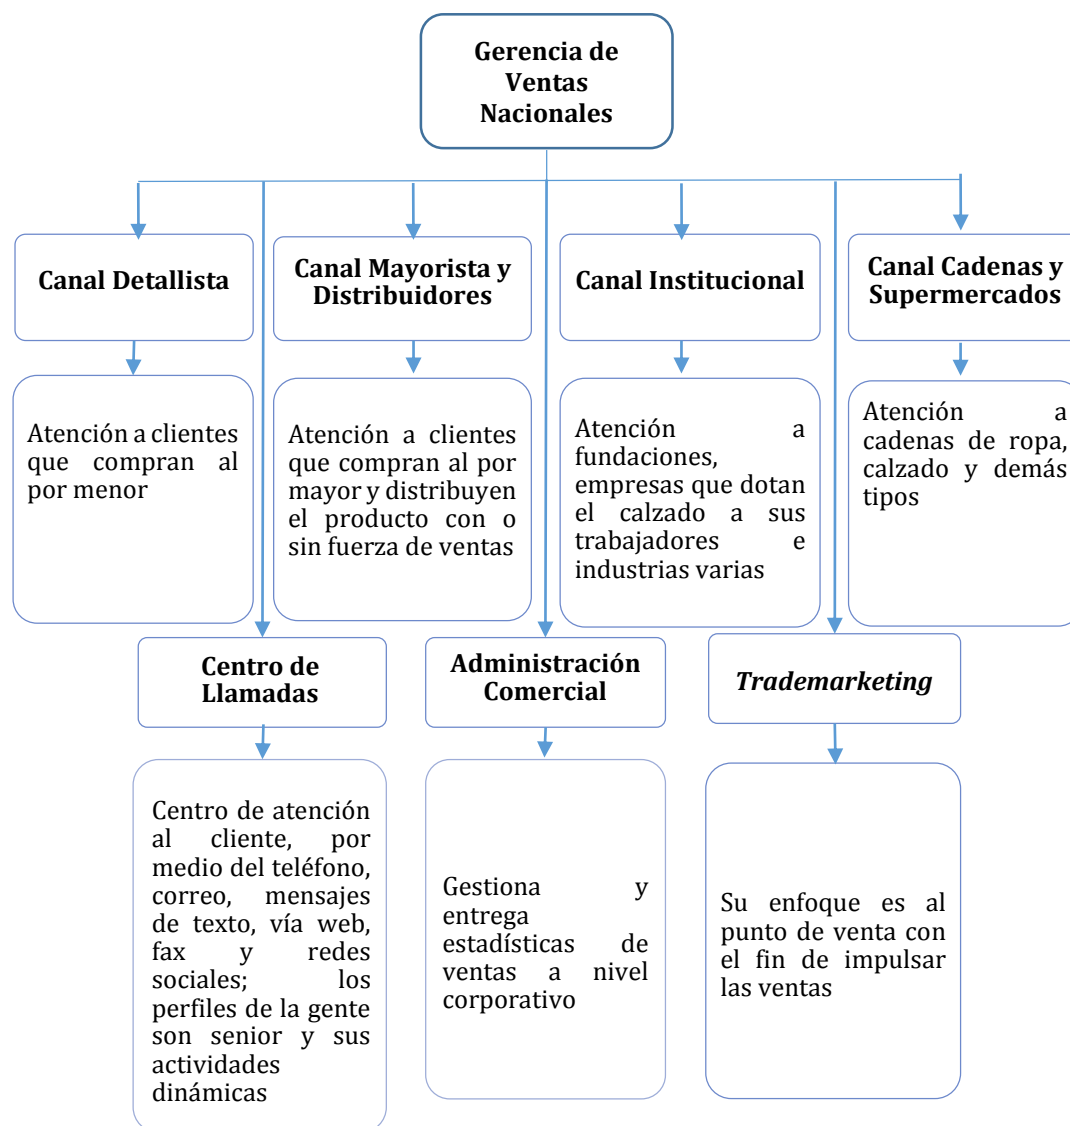 Gerencia de
Ventas
Nacionales
Canal Detallista
Canal Mayorista y
Distribuidores
Canal Institucional
Canal Cadenas y
Supermercados
Atención a clientes
que compran al
por menor
Atención a clientes
que compran al por
mayor y distribuyen
el producto con o
sin fuerza de ventas
Atención a
fundaciones,
empresas que dotan
el calzado a sus
trabajadores e
industrias varias
Atención a
cadenas de ropa,
calzado y demás
tipos
Centro de
Llamadas
Administración
Comercial
Trademarketing
Centro de atención
al cliente, por
medio del teléfono,
correo, mensajes
de texto, vía web,
fax y redes
sociales; los
perfiles de la gente
son senior y sus
actividades
dinámicas
Gestiona y
entrega
estadísticas de
ventas a nivel
corporativo
Su enfoque es al
punto de venta con
el fin de impulsar
las ventas